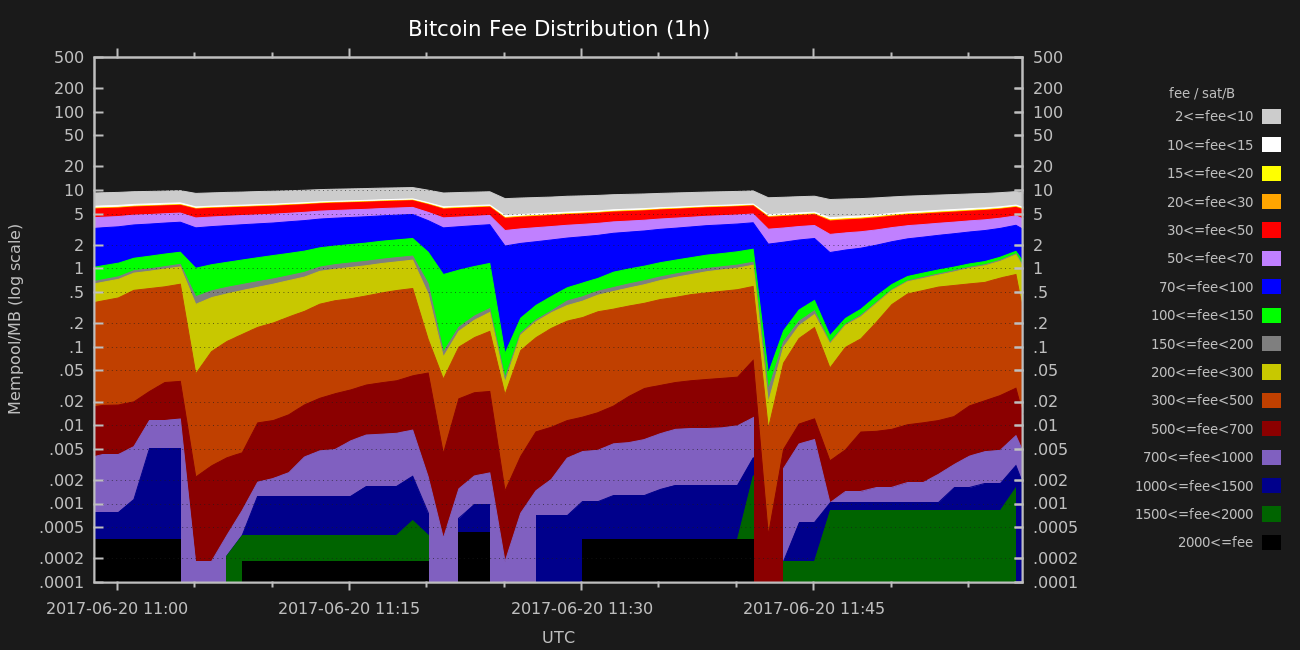 Bitcoin Fee Distribution (1h)
500 500
200 200
100 100
50 50
20 20
10 10
5 5
2 2
1 1
.5 .5
.2 .2
.1 .1
.05 .05
.02 .02
.01 .01
.005 .005
.002 .002
.001 .001
.0005 .0005
.0002 .0002
.0001 .0001
Mempool/MB (log scale)
2017-06-20 11:00 2017-06-20 11:15 2017-06-20 11:30 2017-06-20 11:45
UTC
fee / sat/B
2<=fee<10
10<=fee<15
15<=fee<20
20<=fee<30
30<=fee<50
50<=fee<70
70<=fee<100
100<=fee<150
150<=fee<200
200<=fee<300
300<=fee<500
500<=fee<700
700<=fee<1000
1000<=fee<1500
1500<=fee<2000
2000<=fee